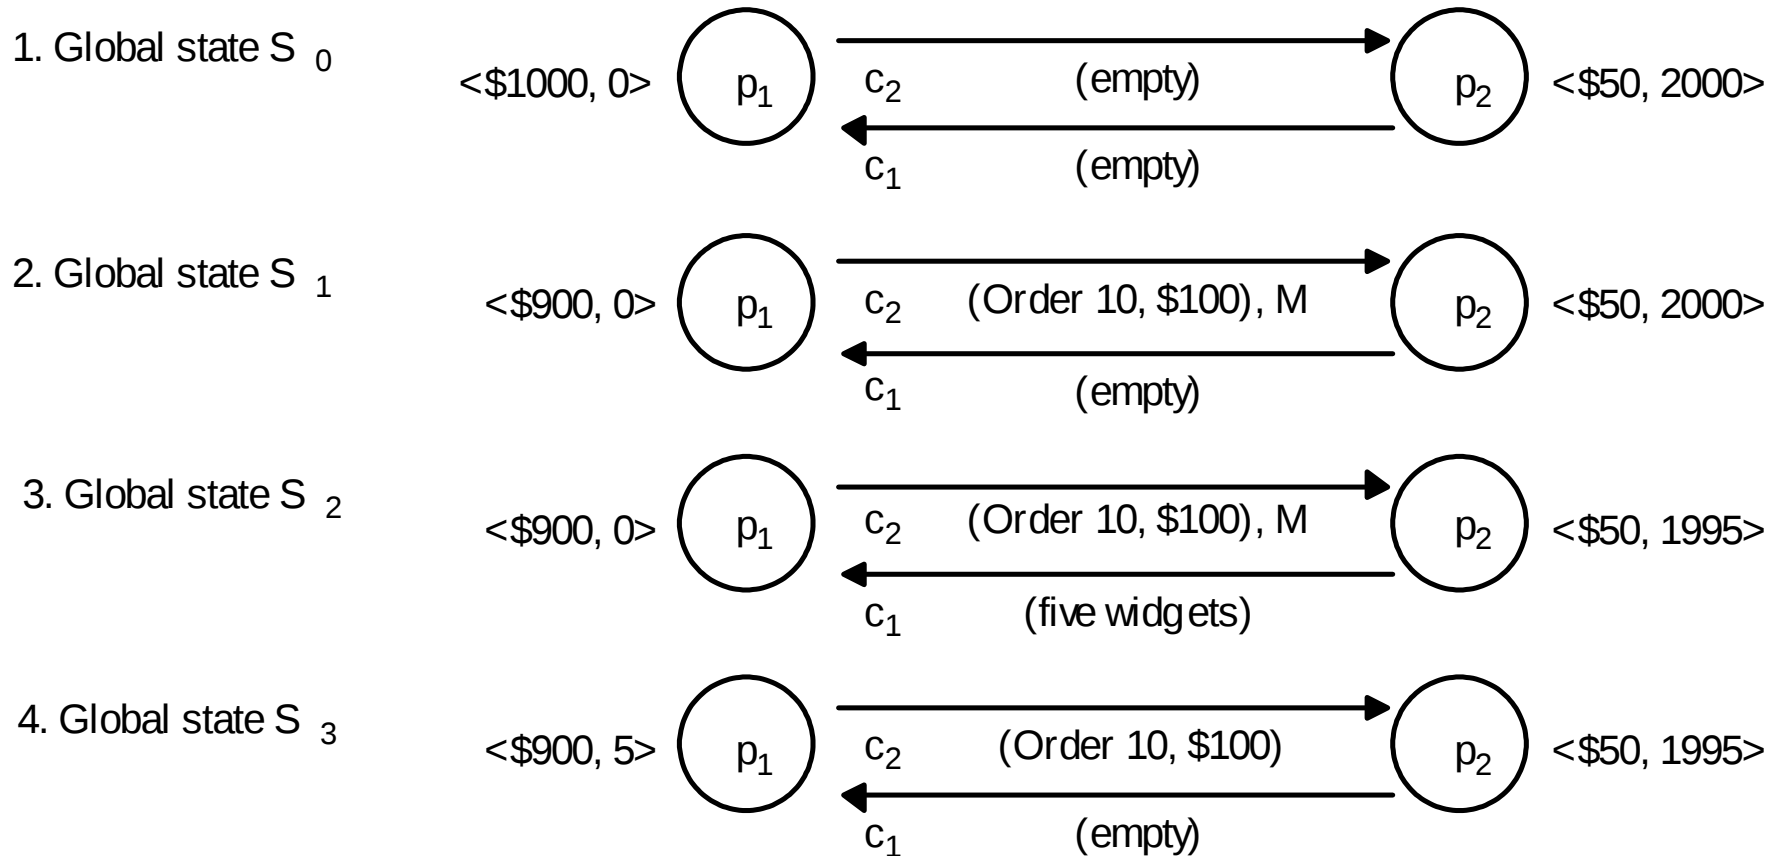 1. Global state S 0
<$1000, 0> p1 c2 (empty) p2 <$50, 2000>
c1 (empty)
2. Global state S 1
<$900, 0> p1 c2 (Order 10, $100), M p2 <$50, 2000>
c1 (empty)
3. Global state S 2
<$900, 0> p1 c2 (Order 10, $100), M p2 <$50, 1995>
c1 (five widgets)
4. Global state S 3
<$900, 5> p1 c2 (Order 10, $100) p2 <$50, 1995>
c1 (empty)